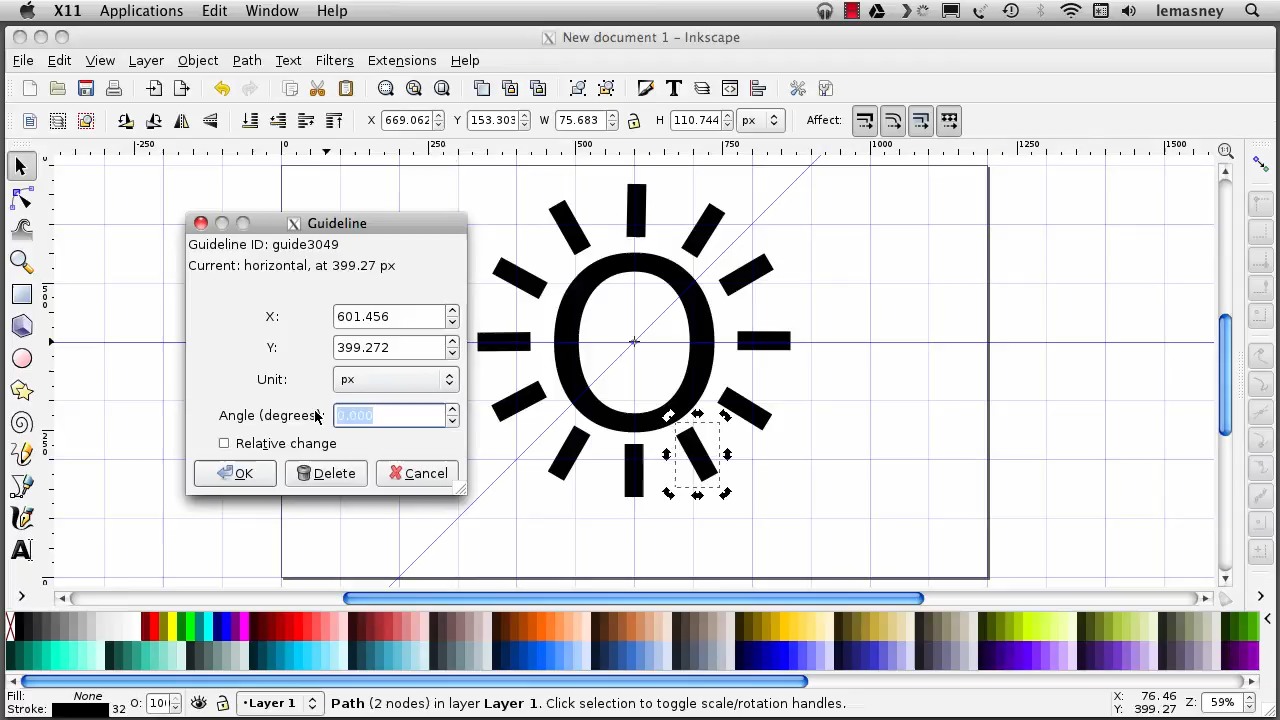 X11 Applications Edit Window Help lemasney
New document 1 - Inkscape
File Edit View Layer Object Path Text Filters Extensions Help
X 669.062 Y 153.303 W 75.683 H 110.744 px Affect:
-250 0 250 500 750 1000 1250 1500
Guideline
Guideline ID: guide3049
Current: horizontal, at 399.27 px
X: 601.456
Y: 399.272
Unit: px
Angle (degrees): 0.000
Relative change
OK Delete Cancel
O
Fill: None
Stroke: 32 O: 100 •Layer 1 Path (2 nodes) in layer Layer 1. Click selection to toggle scale/rotation handles. X: 76.46
Y: 399.27 Z: 59%